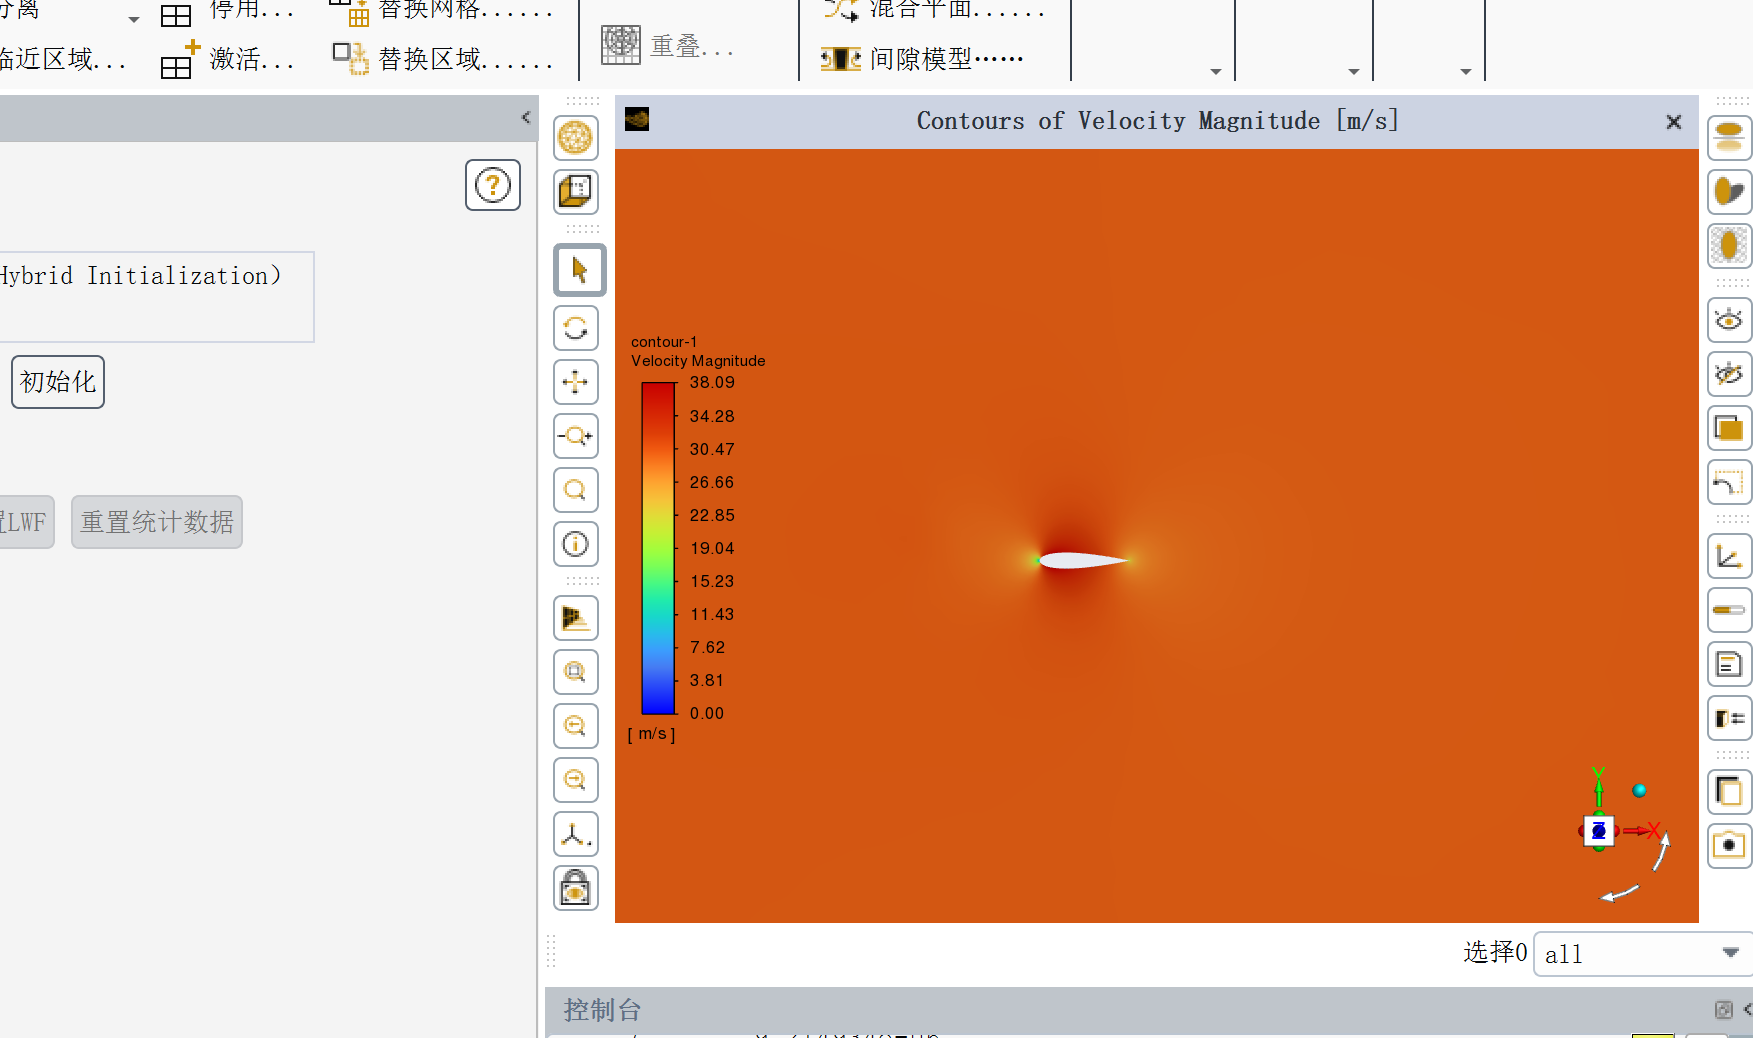 分离
停用...
替换网格......
混合平面......
临近区域...
激活...
替换区域......
重叠...
间隙模型……
Contours of Velocity Magnitude [m/s]
Hybrid Initialization）
初始化
置LWF
重置统计数据
contour-1
Velocity Magnitude
38.09
34.28
30.47
26.66
22.85
19.04
15.23
11.43
7.62
3.81
0.00
[ m/s ]
Y
Z
X
选择0
all
控制台